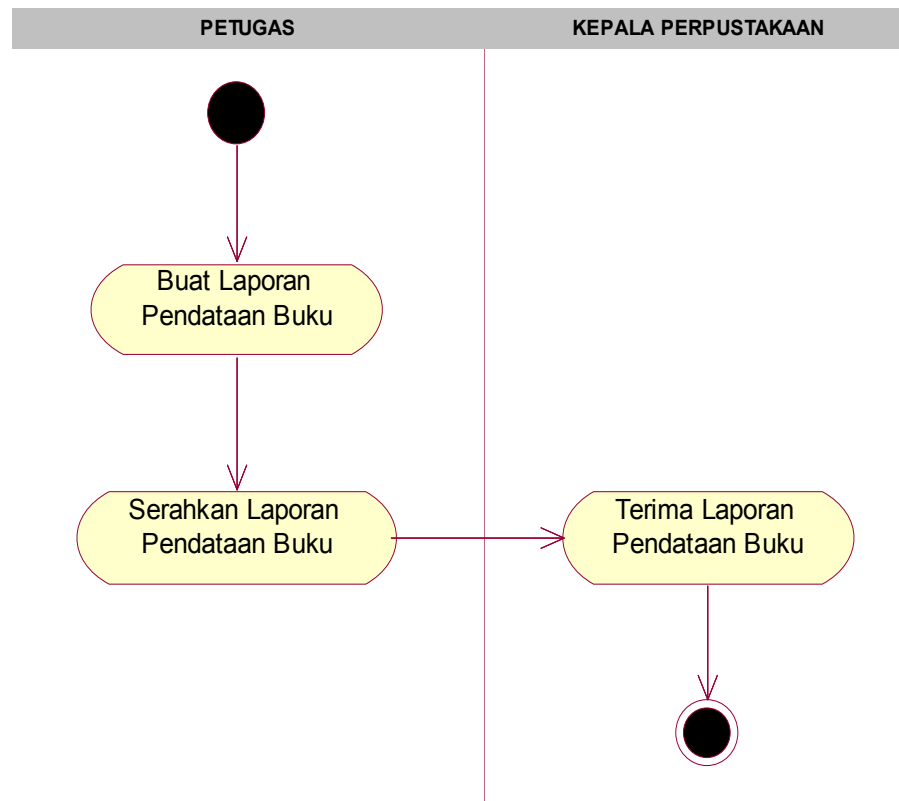 PETUGAS
KEPALA PERPUSTAKAAN
Buat Laporan
Pendataan Buku
Serahkan Laporan
Pendataan Buku
Terima Laporan
Pendataan Buku